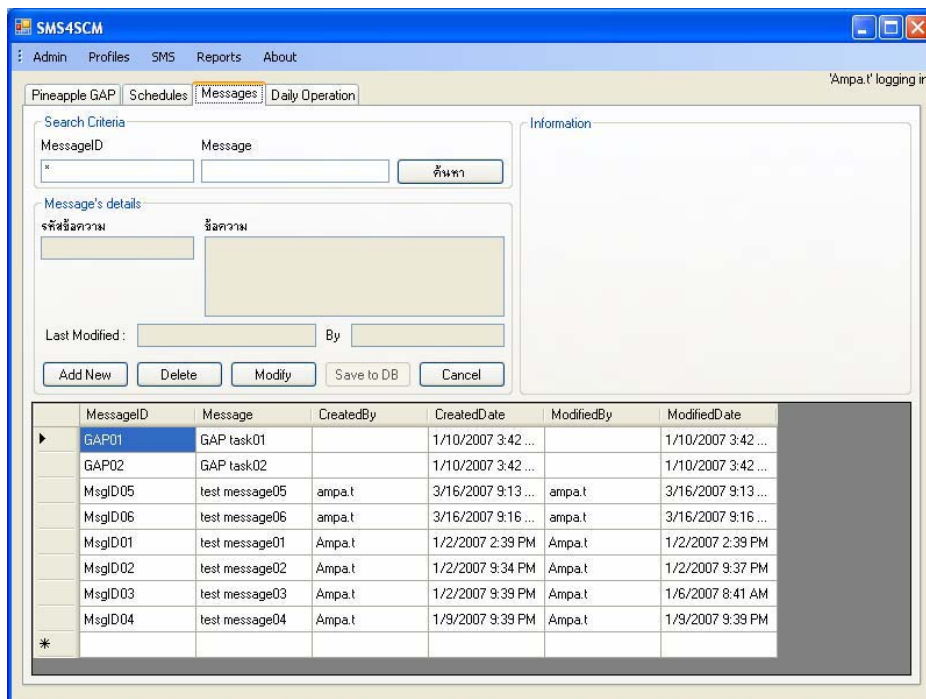 SMS4SCM
Admin Profiles SMS Reports About
'Ampa.t' logging in
Pineapple GAP Schedules Messages Daily Operation
Search Criteria
MessageID Message
*
ค้นหา
Information
Message's details
รหัสข้อความ ข้อความ
Last Modified : By
Add New Delete Modify Save to DB Cancel
MessageID Message CreatedBy CreatedDate ModifiedBy ModifiedDate
GAP01 GAP task01 1/10/2007 3:42 ... 1/10/2007 3:42 ...
GAP02 GAP task02 1/10/2007 3:42 ... 1/10/2007 3:42 ...
MsgID05 test message05 ampa.t 3/16/2007 9:13 ... ampa.t 3/16/2007 9:13 ...
MsgID06 test message06 ampa.t 3/16/2007 9:16 ... ampa.t 3/16/2007 9:16 ...
MsgID01 test message01 Ampa.t 1/2/2007 2:39 PM Ampa.t 1/2/2007 2:39 PM
MsgID02 test message02 Ampa.t 1/2/2007 9:34 PM Ampa.t 1/2/2007 9:37 PM
MsgID03 test message03 Ampa.t 1/2/2007 9:39 PM Ampa.t 1/6/2007 8:41 AM
MsgID04 test message04 Ampa.t 1/9/2007 9:39 PM Ampa.t 1/9/2007 9:39 PM
*